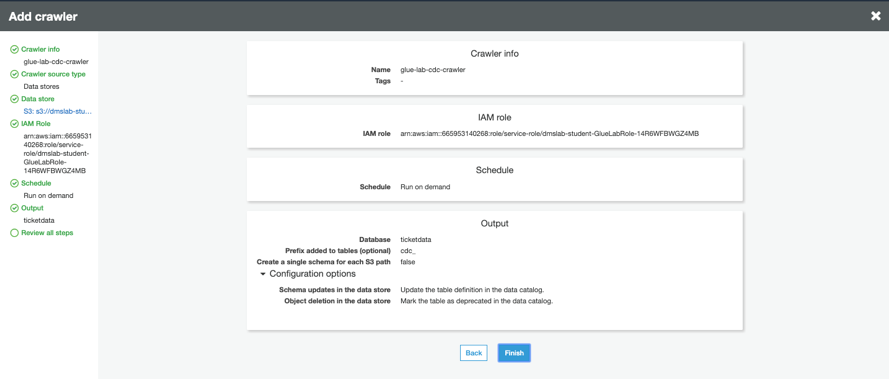 Add crawler
Crawler info
glue-lab-cdc-crawler
Crawler source type
Data stores
Data store
S3: s3://dmslab-stu...
IAM Role
arn:aws:iam::6659531
40268:role/service-
role/dmslab-student-
GlueLabRole-
14R6WFBWGZ4MB
Schedule
Run on demand
Output
ticketdata
Review all steps
Crawler info
Name glue-lab-cdc-crawler
Tags -
IAM role
IAM role arn:aws:iam::665953140268:role/service-role/dmslab-student-GlueLabRole-14R6WFBWGZ4MB
Schedule
Schedule Run on demand
Output
Database ticketdata
Prefix added to tables (optional) cdc_
Create a single schema for each S3 path false
Configuration options
Schema updates in the data store Update the table definition in the data catalog.
Object deletion in the data store Mark the table as deprecated in the data catalog.
Back Finish